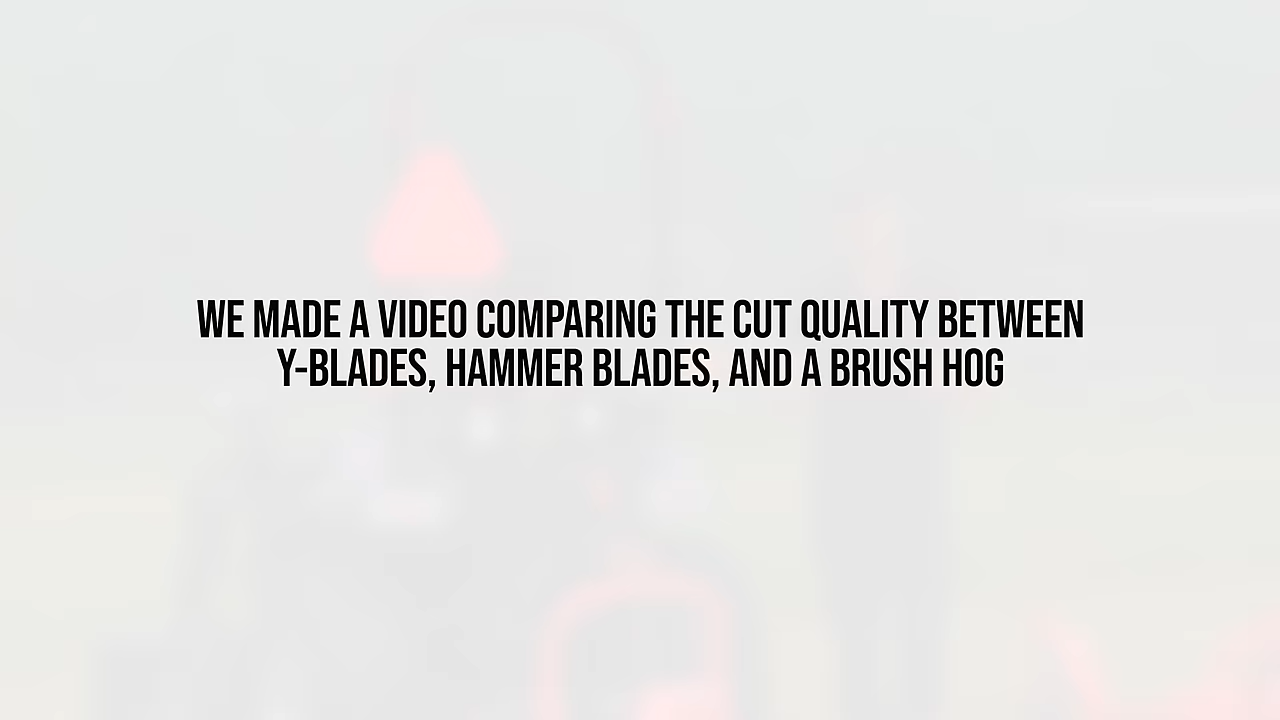 WE MADE A VIDEO COMPARING THE CUT QUALITY BETWEEN
Y-BLADES, HAMMER BLADES, AND A BRUSH HOG